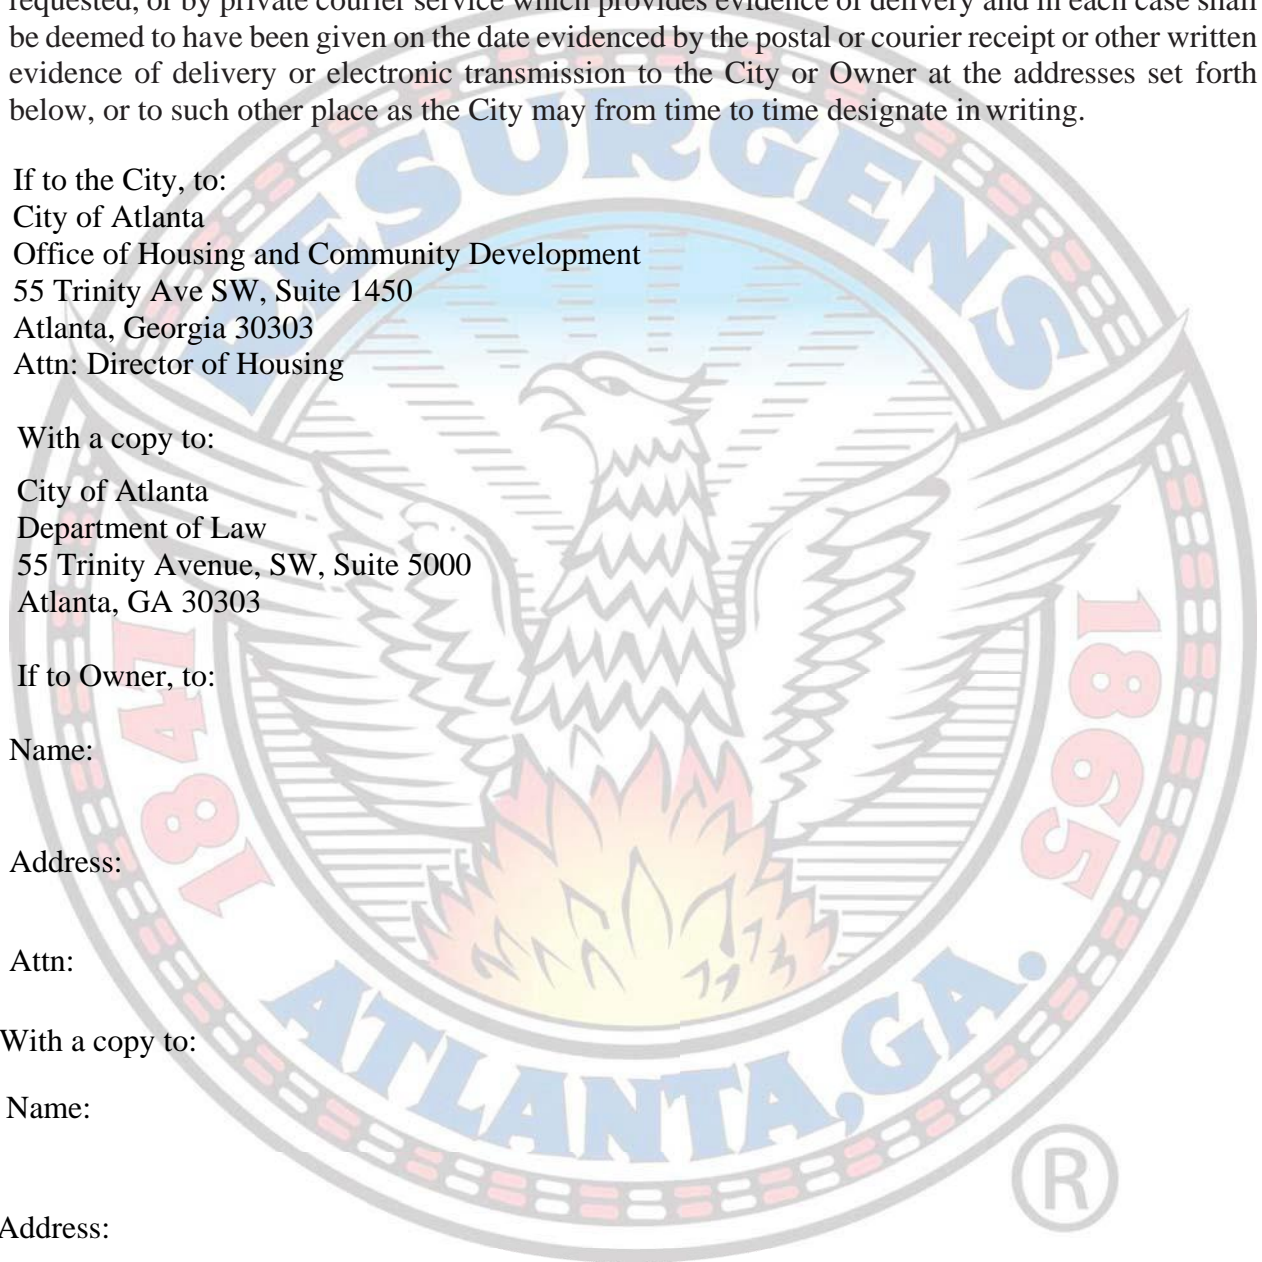 requested, or by private courier service which provides evidence of delivery and in each case shall
be deemed to have been given on the date evidenced by the postal or courier receipt or other written
evidence of delivery or electronic transmission to the City or Owner at the addresses set forth
below, or to such other place as the City may from time to time designate in writing.
If to the City, to:
City of Atlanta
Office of Housing and Community Development
55 Trinity Ave SW, Suite 1450
Atlanta, Georgia 30303
Attn: Director of Housing
With a copy to:
City of Atlanta
Department of Law
55 Trinity Avenue, SW, Suite 5000
Atlanta, GA 30303
If to Owner, to:
Name:
Address:
Attn:
With a copy to:
Name:
Address:
RESURGENS
1847
1865
ATLANTA, GA.
®